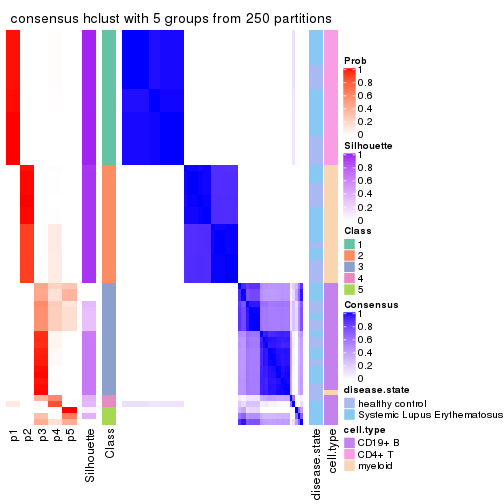 consensus hclust with 5 groups from 250 partitions
Prob
1
0.8
0.6
0.4
0.2
0
Silhouette
1
0.8
0.6
0.4
0.2
0
Class
1
2
3
4
5
Consensus
1
0.8
0.6
0.4
0.2
0
disease.state
healthy control
Systemic Lupus Erythematosus
cell.type
CD19+ B
CD4+ T
myeloid
p1
p2
p3
p4
p5
Silhouette
Class
disease.state
cell.type